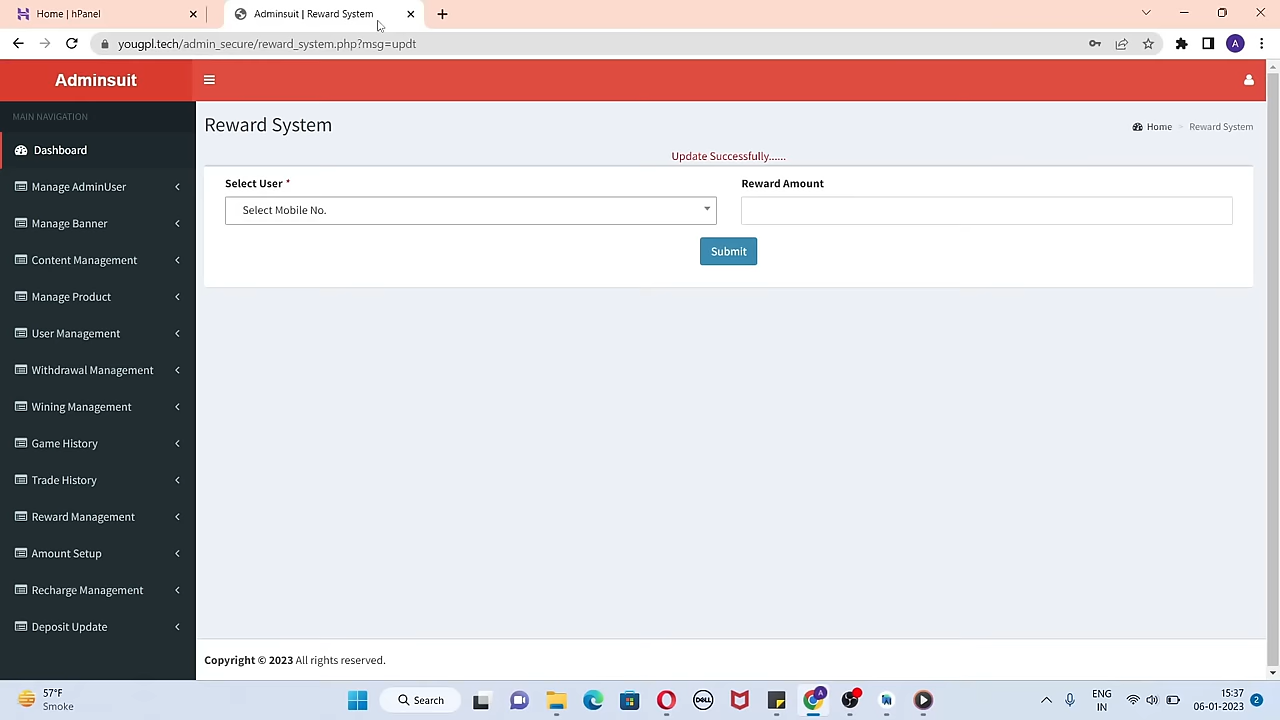 Home | hPanel
Adminsuit | Reward System
yougpl.tech/admin_secure/reward_system.php?msg=updt
A
Adminsuit
MAIN NAVIGATION
Dashboard
Manage AdminUser
Manage Banner
Content Management
Manage Product
User Management
Withdrawal Management
Wining Management
Game History
Trade History
Reward Management
Amount Setup
Recharge Management
Deposit Update
Reward System
Home
Reward System
Update Successfully......
Select User *
Reward Amount
Select Mobile No.
Submit
Copyright © 2023 All rights reserved.
57°F
Smoke
Search
DELL
A
ENG
IN
15:37
06-01-2023
2